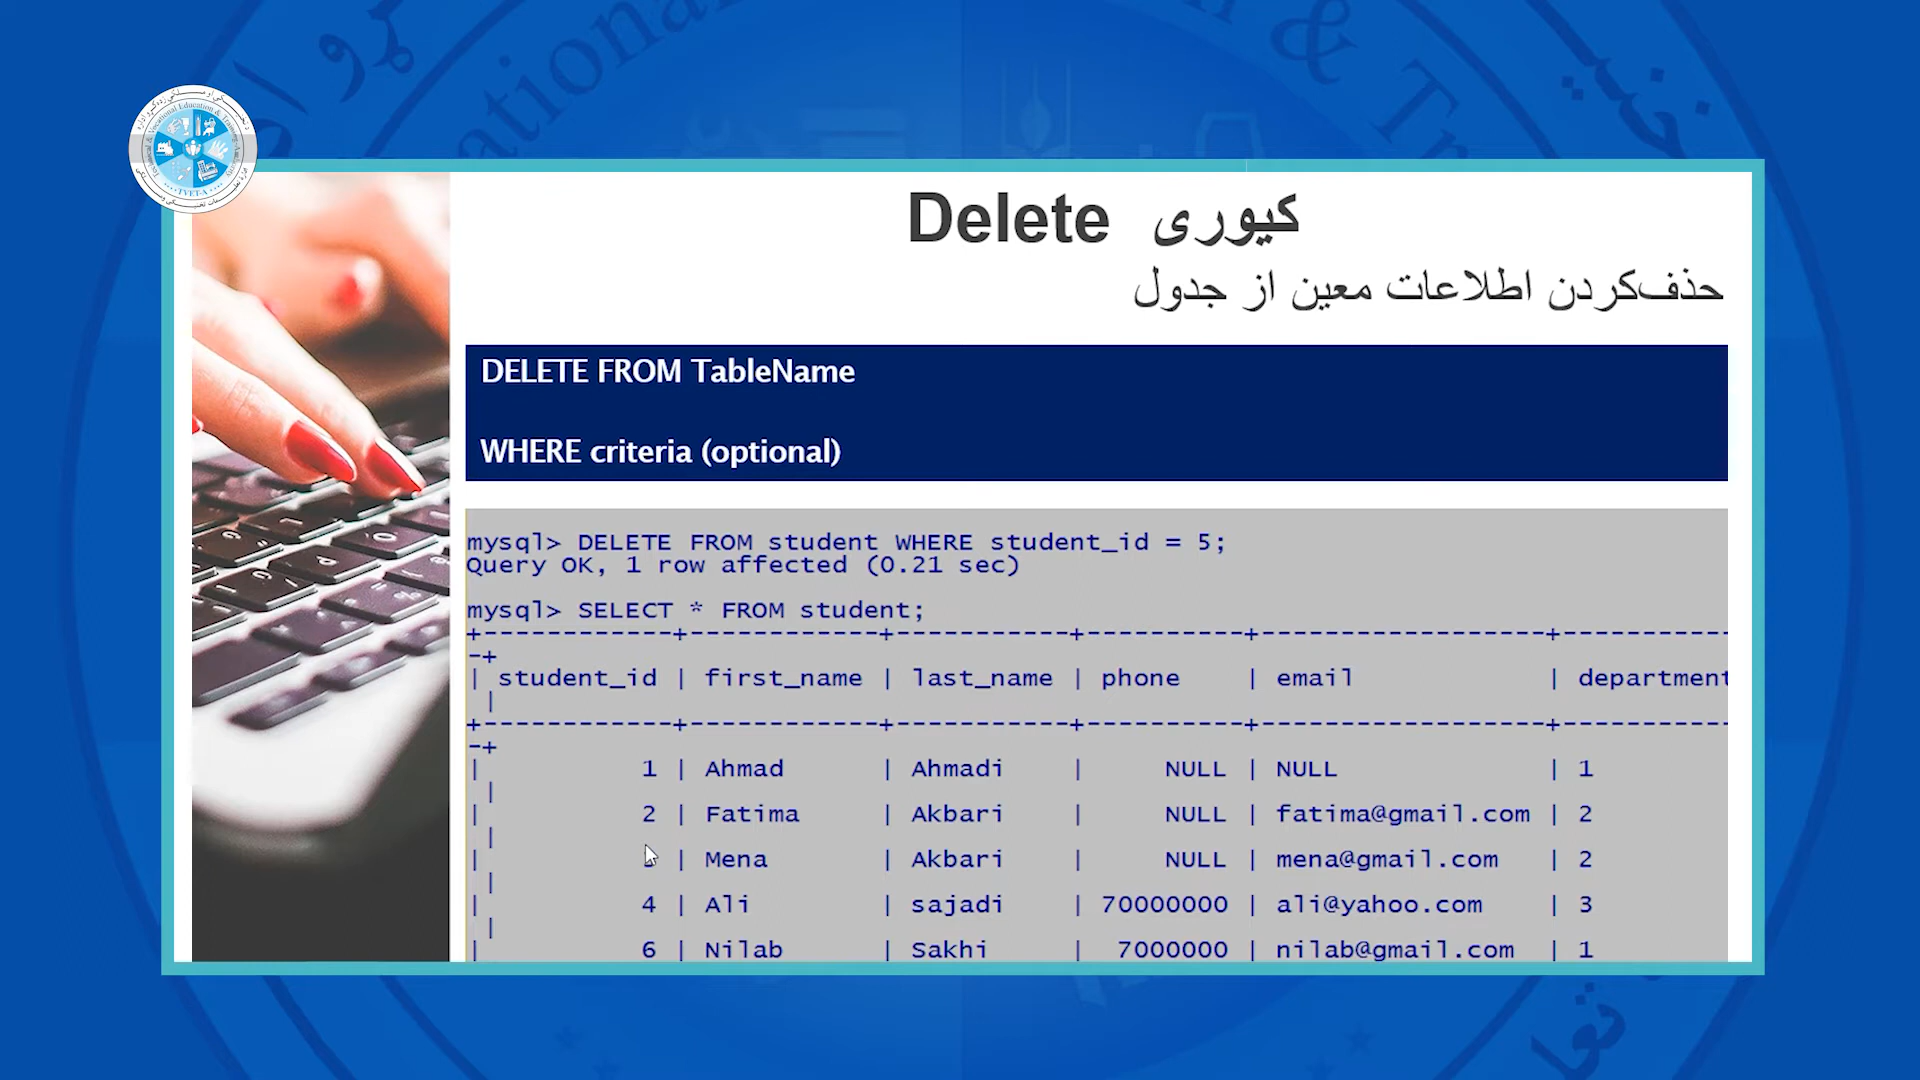 کیوری Delete
حذف‌کردن اطلاعات معین از جدول
DELETE FROM TableName
WHERE criteria (optional)
mysql> DELETE FROM student WHERE student_id = 5;
Query OK, 1 row affected (0.21 sec)
mysql> SELECT * FROM student;
+------------+------------+-----------+----------+------------------+-----------
-+
| student_id | first_name | last_name | phone | email | department
|
+------------+------------+-----------+----------+------------------+-----------
-+
| 1 | Ahmad | Ahmadi | NULL | NULL | 1
|
| 2 | Fatima | Akbari | NULL | fatima@gmail.com | 2
|
| | Mena | Akbari | NULL | mena@gmail.com | 2
|
| 4 | Ali | sajadi | 70000000 | ali@yahoo.com | 3
|
| 6 | Nilab | Sakhi | 7000000 | nilab@gmail.com | 1